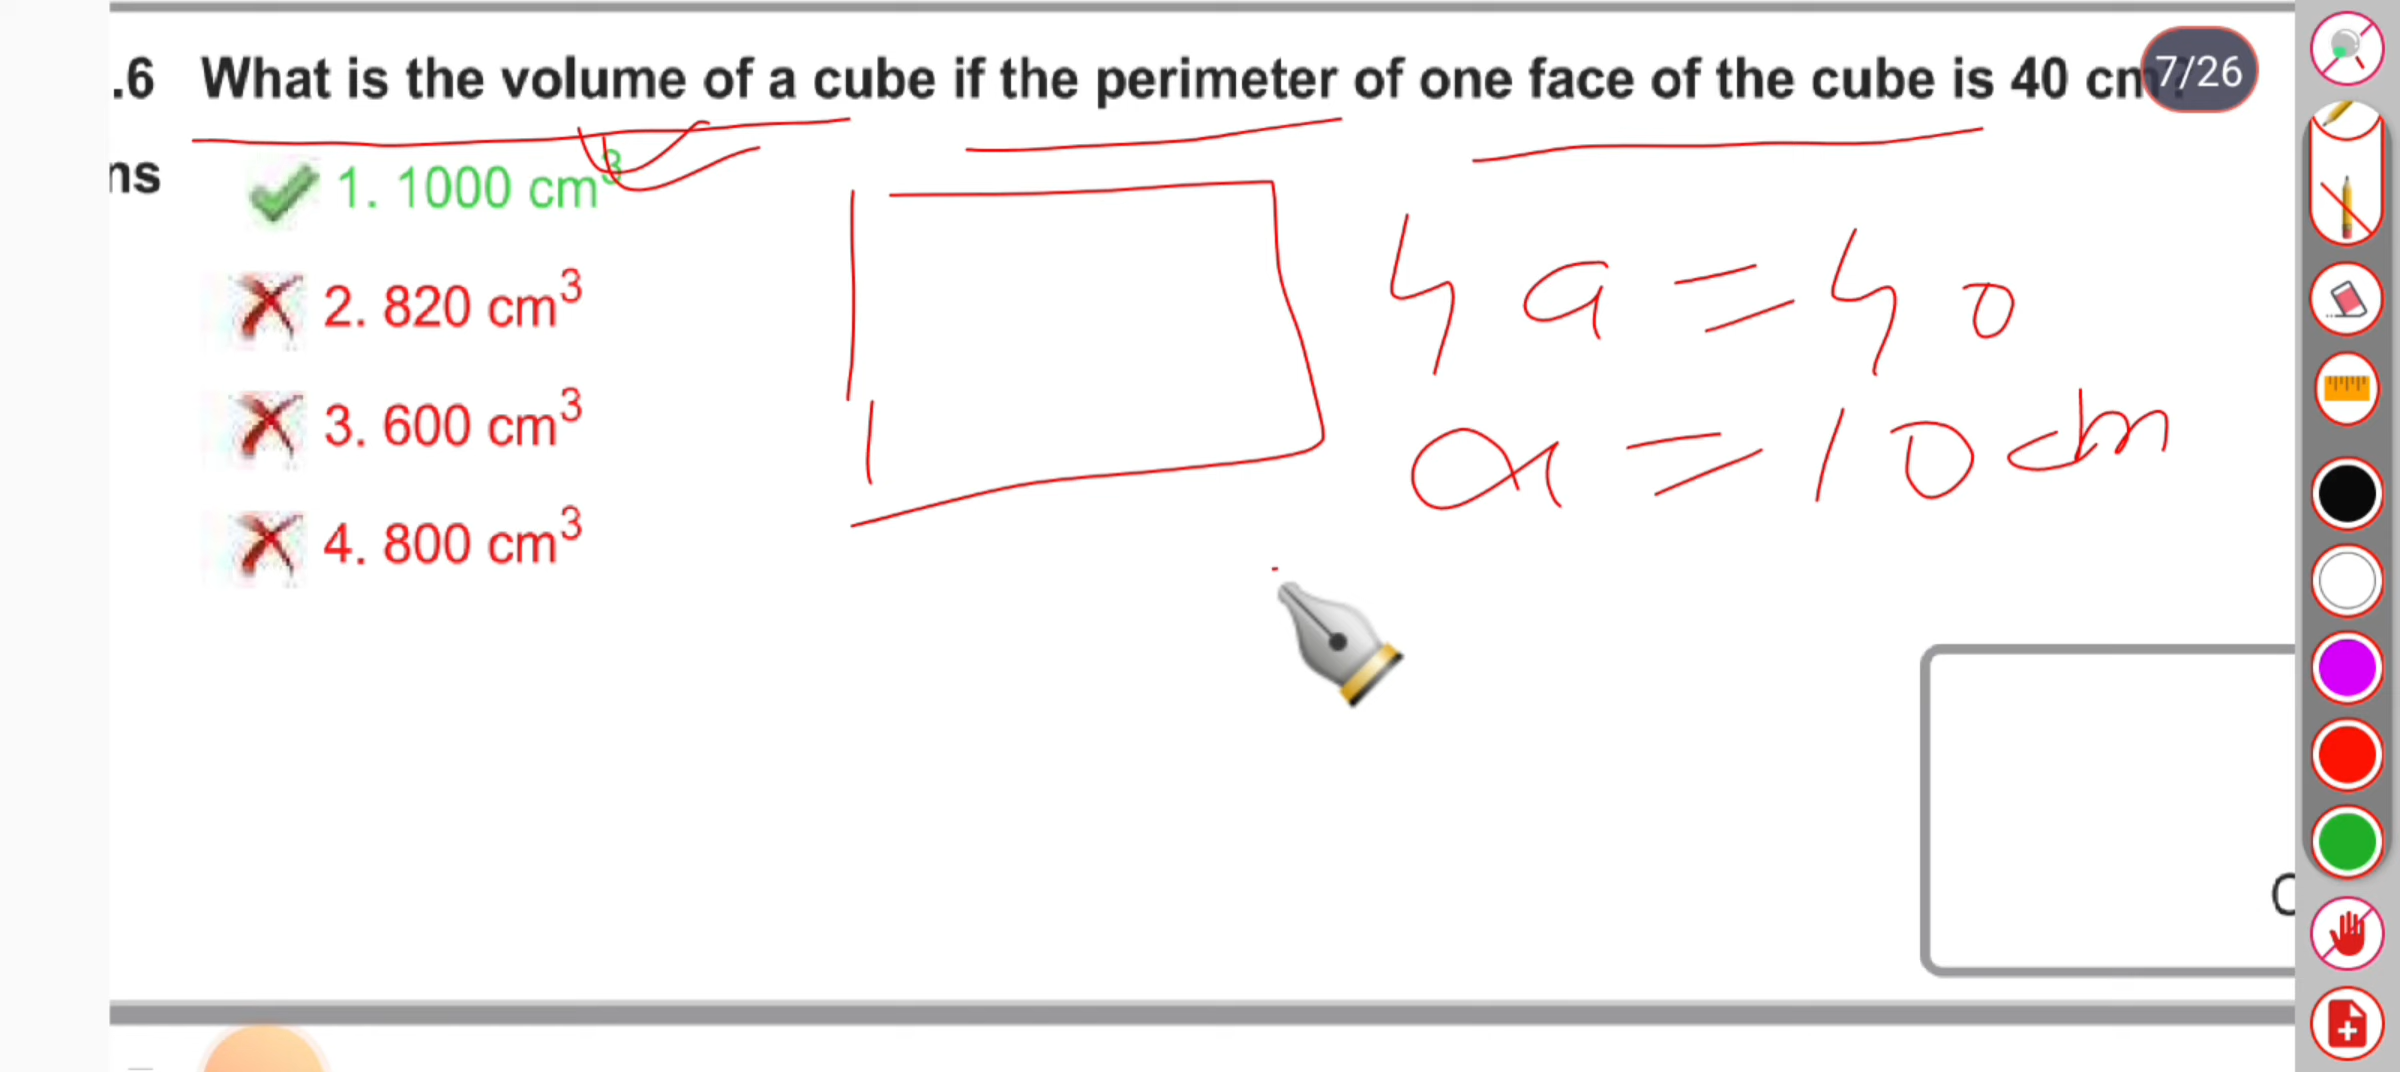 .6 What is the volume of a cube if the perimeter of one face of the cube is 40 cm
7/26
ns
1. 1000 cm³
2. 820 cm³
3. 600 cm³
4. 800 cm³
4a=40
a=10cm